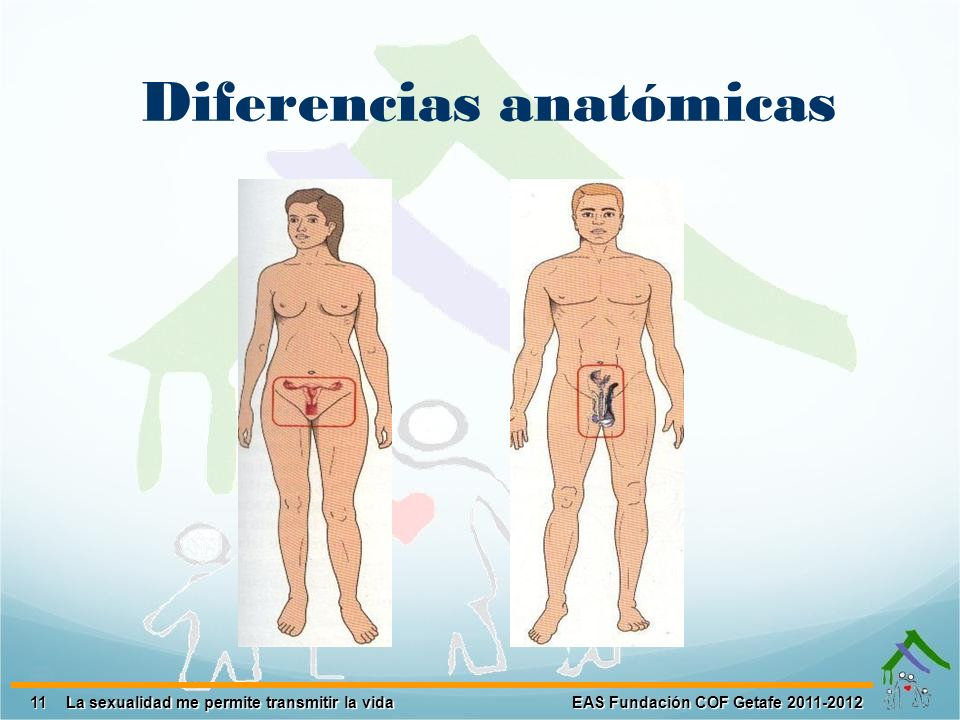 Diferencias anatómicas
11 La sexualidad me permite transmitir la vida EAS Fundación COF Getafe 2011-2012